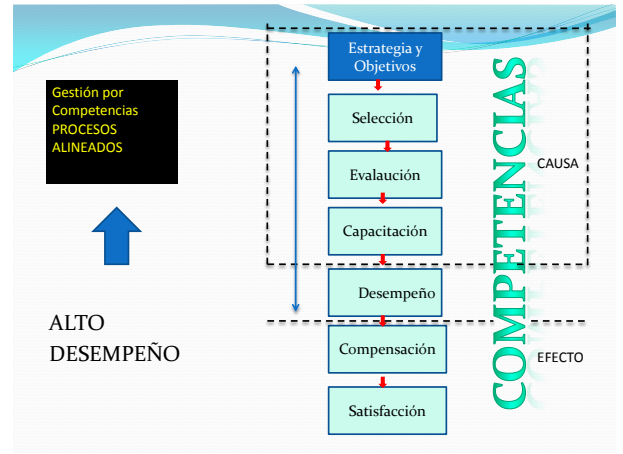 Gestión por
Competencias
PROCESOS
ALINEADOS
ALTO
DESEMPEÑO
Estrategia y
Objetivos
Selección
Evalaución
Capacitación
Desempeño
Compensación
Satisfacción
COMPETENCIAS
CAUSA
EFECTO